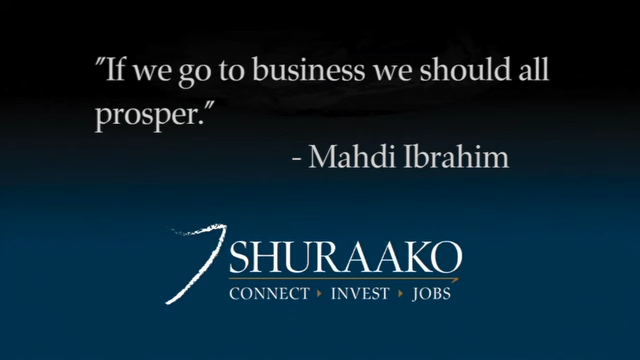 "If we go to business we should all
prosper."
- Mahdi Ibrahim
SHURAAKO
CONNECT ▸ INVEST ▸ JOBS